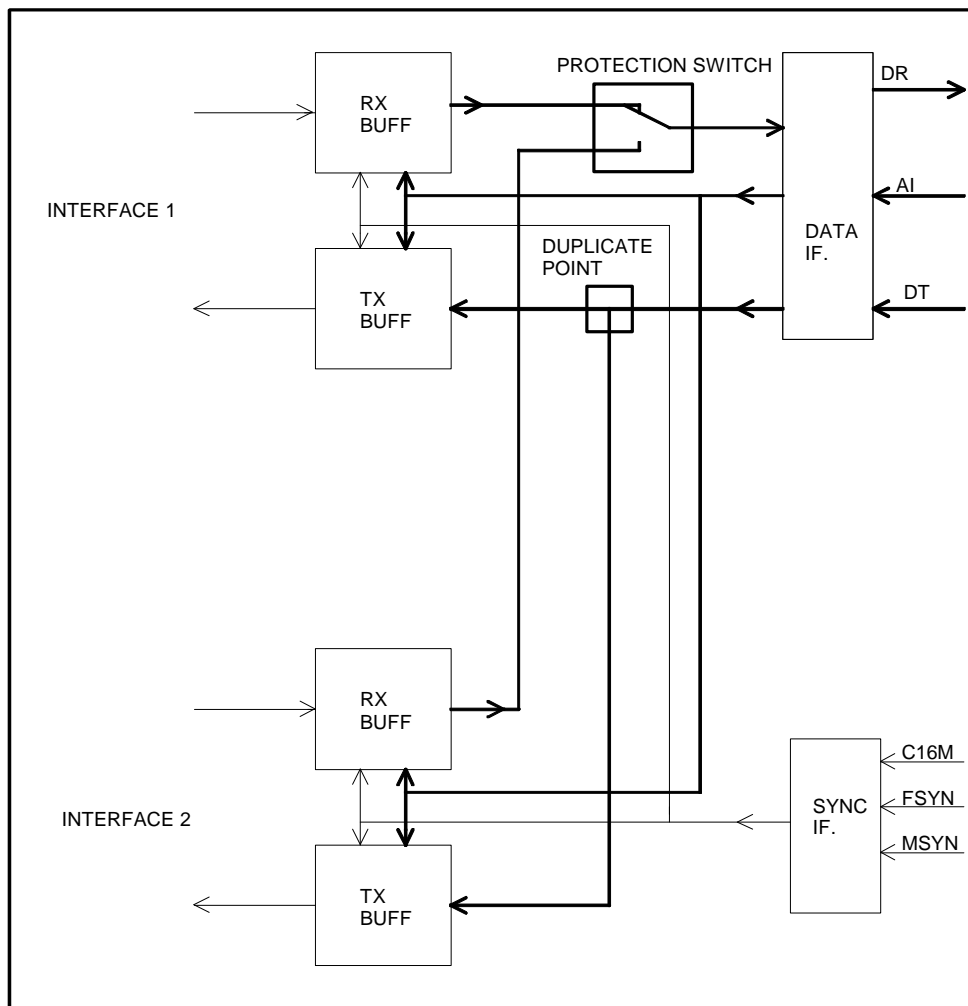 PROTECTION SWITCH
DR
RX
BUFF
AI
INTERFACE 1
DUPLICATE
POINT
DATA
IF.
TX
BUFF
DT
RX
BUFF
C16M
INTERFACE 2
SYNC
IF.
FSYN
MSYN
TX
BUFF